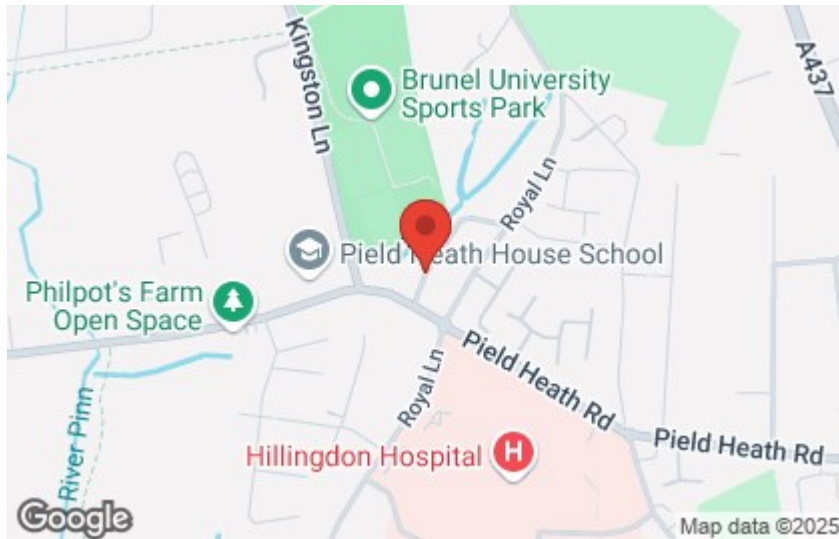 Kingston Ln
A437
Brunel University
Sports Park
Royal Ln
Pield Heath House School
Philpot's Farm
Open Space
Pield Heath Rd
Royal Ln
River Pinn
Hillingdon Hospital
H
Pield Heath Rd
Google
Map data ©2025